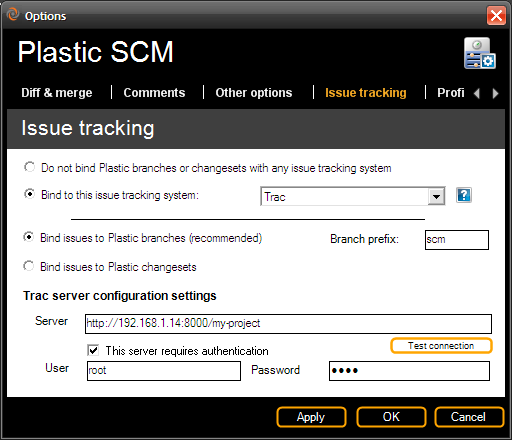 Options
Plastic SCM
Diff & merge Comments Other options Issue tracking Profi
Issue tracking
Do not bind Plastic branches or changesets with any issue tracking system
Bind to this issue tracking system: Trac ?
Bind issues to Plastic branches (recommended) Branch prefix: scm
Bind issues to Plastic changesets
Trac server configuration settings
Server http://192.168.1.14:8000/my-project
This server requires authentication Test connection
User root Password ••••
Apply OK Cancel